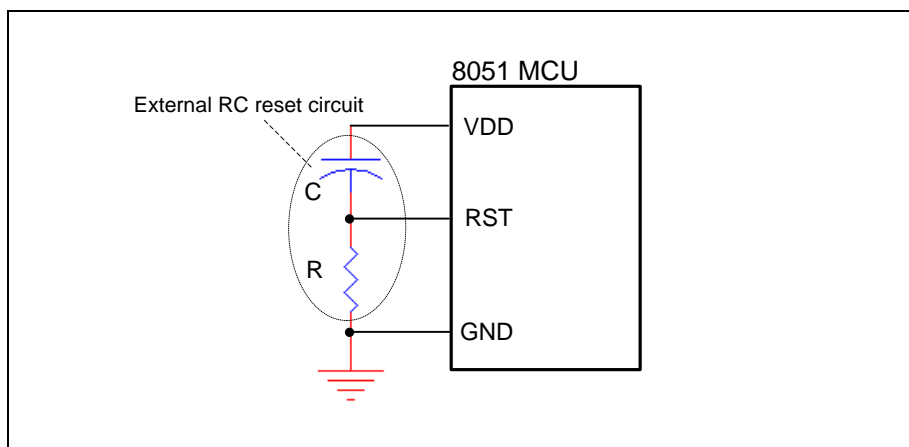 8051 MCU
External RC reset circuit
VDD
C
RST
R
GND